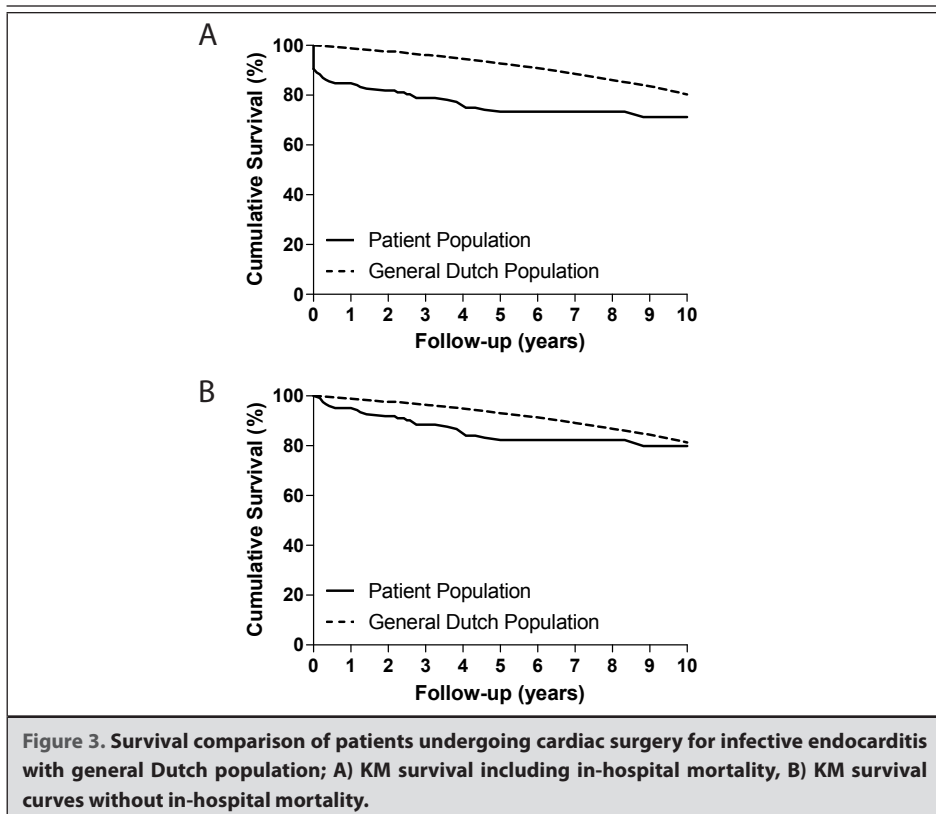 A
Cumulative Survival (%)
100
80
60
40
20
0
Patient Population
General Dutch Population
0 1 2 3 4 5 6 7 8 9 10
Follow-up (years)
B
Cumulative Survival (%)
100
80
60
40
20
0
Patient Population
General Dutch Population
0 1 2 3 4 5 6 7 8 9 10
Follow-up (years)
Figure 3. Survival comparison of patients undergoing cardiac surgery for infective endocarditis
with general Dutch population; A) KM survival including in-hospital mortality, B) KM survival
curves without in-hospital mortality.